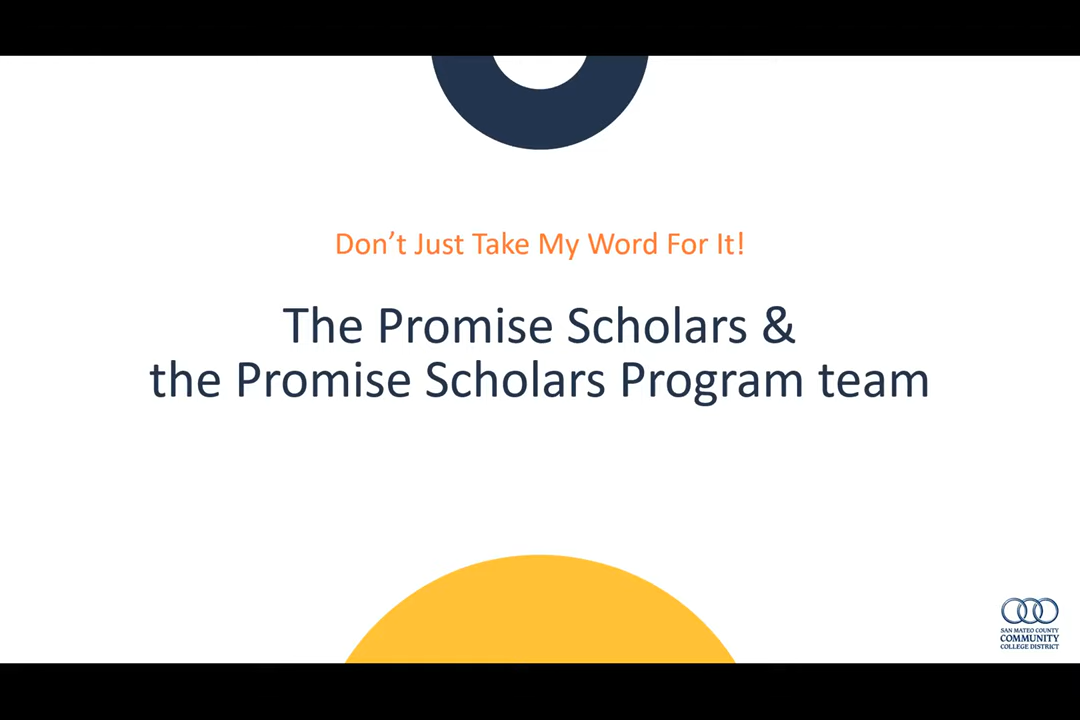 Don't Just Take My Word For It!
The Promise Scholars &
the Promise Scholars Program team
SAN MATEO COUNTY
COMMUNITY
COLLEGE DISTRICT